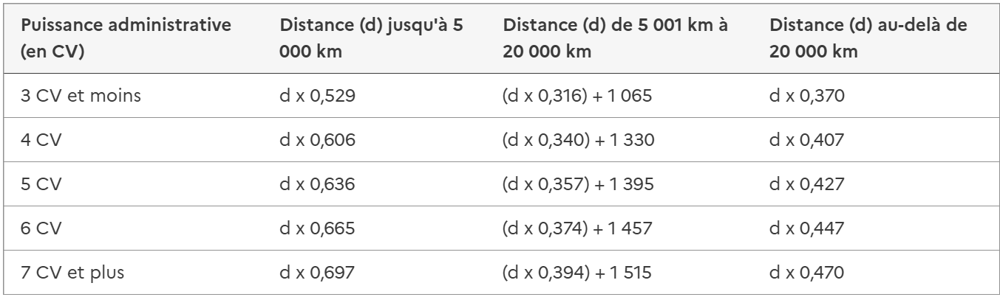 Puissance administrative
(en CV)
Distance (d) jusqu'à 5
000 km
Distance (d) de 5 001 km à
20 000 km
Distance (d) au-delà de
20 000 km
3 CV et moins
d x 0,529
(d x 0,316) + 1 065
d x 0,370
4 CV
d x 0,606
(d x 0,340) + 1 330
d x 0,407
5 CV
d x 0,636
(d x 0,357) + 1 395
d x 0,427
6 CV
d x 0,665
(d x 0,374) + 1 457
d x 0,447
7 CV et plus
d x 0,697
(d x 0,394) + 1 515
d x 0,470